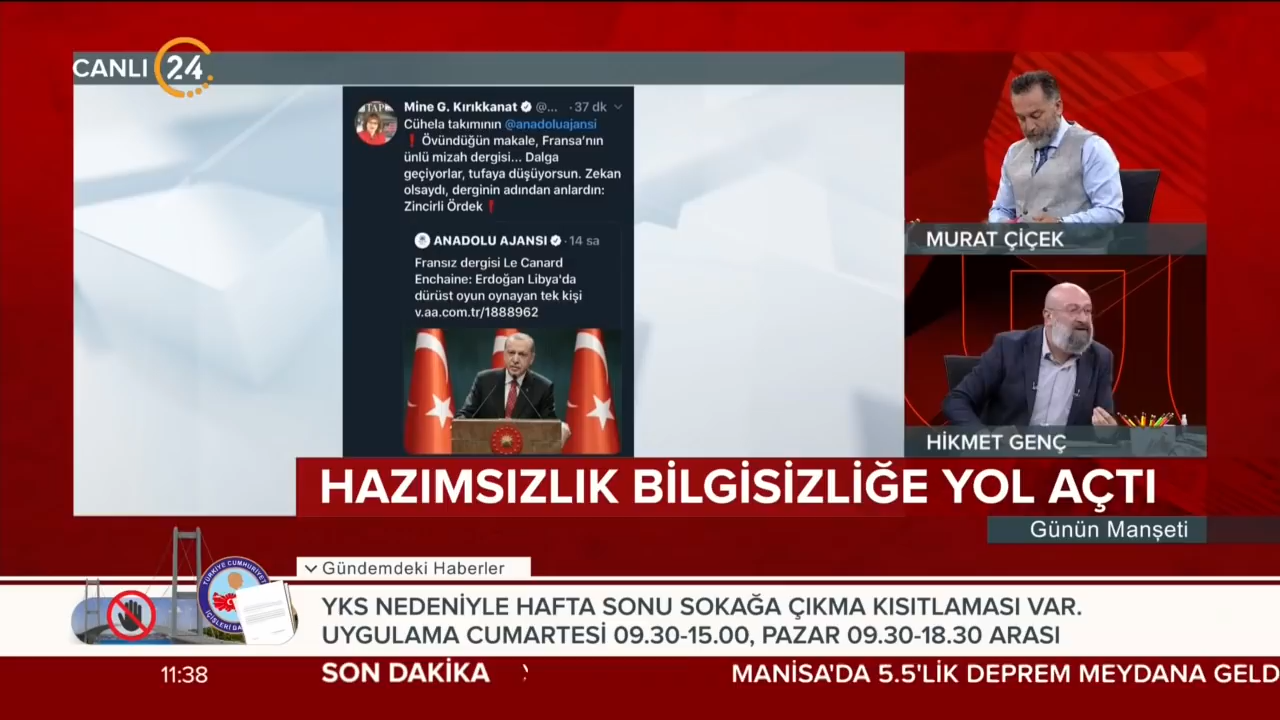 CANLI 24
Mine G. Kırıkkanat @... · 37 dk
Cühela takımının @anadoluajansi
❗ Övündüğün makale, Fransa'nın
ünlü mizah dergisi... Dalga
geçiyorlar, tufaya düşüyorsun. Zekan
olsaydı, derginin adından anlardın:
Zincirli Ördek❗
ANADOLU AJANSI · 14 sa
Fransız dergisi Le Canard
Enchaine: Erdoğan Libya'da
dürüst oyun oynayan tek kişi
v.aa.com.tr/1888962
MURAT ÇİÇEK
HİKMET GENÇ
HAZIMSIZLIK BİLGİSİZLİĞE YOL AÇTI
Günün Manşeti
Gündemdeki Haberler
YKS NEDENİYLE HAFTA SONU SOKAĞA ÇIKMA KISITLAMASI VAR.
UYGULAMA CUMARTESİ 09.30-15.00, PAZAR 09.30-18.30 ARASI
11:38
SON DAKİKA
MANİSA'DA 5.5'LİK DEPREM MEYDANA GELD